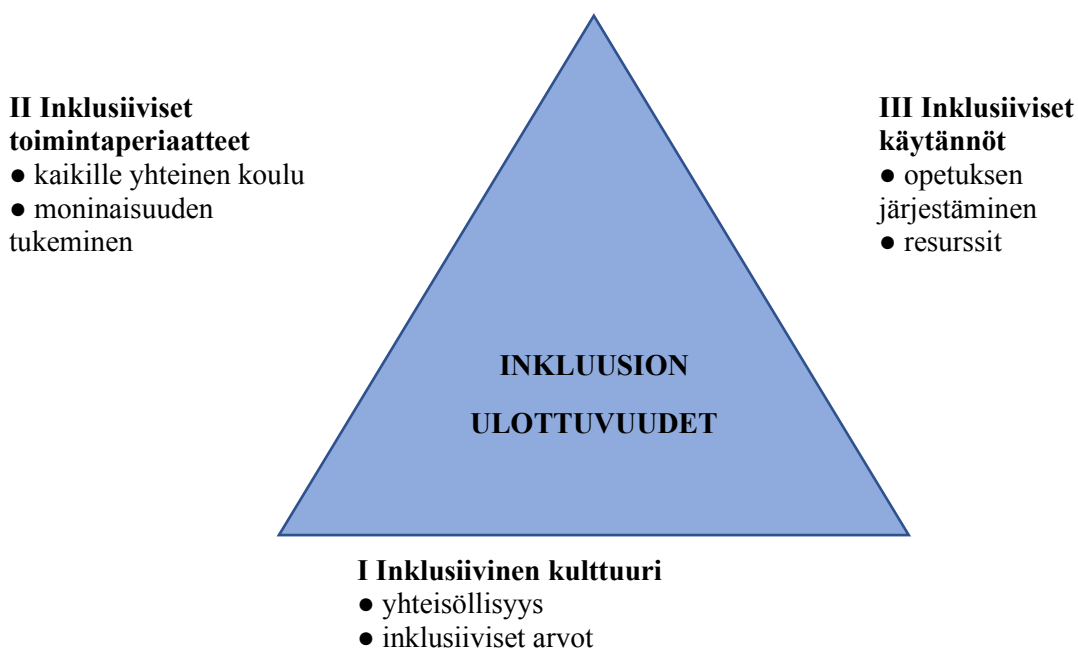 II Inklusiiviset
toimintaperiaatteet
● kaikille yhteinen koulu
● moninaisuuden
tukeminen
III Inklusiiviset
käytännöt
● opetuksen
järjestäminen
● resurssit
INKLUUSION
ULOTTUVUUDET
I Inklusiivinen kulttuuri
● yhteisöllisyys
● inklusiiviset arvot